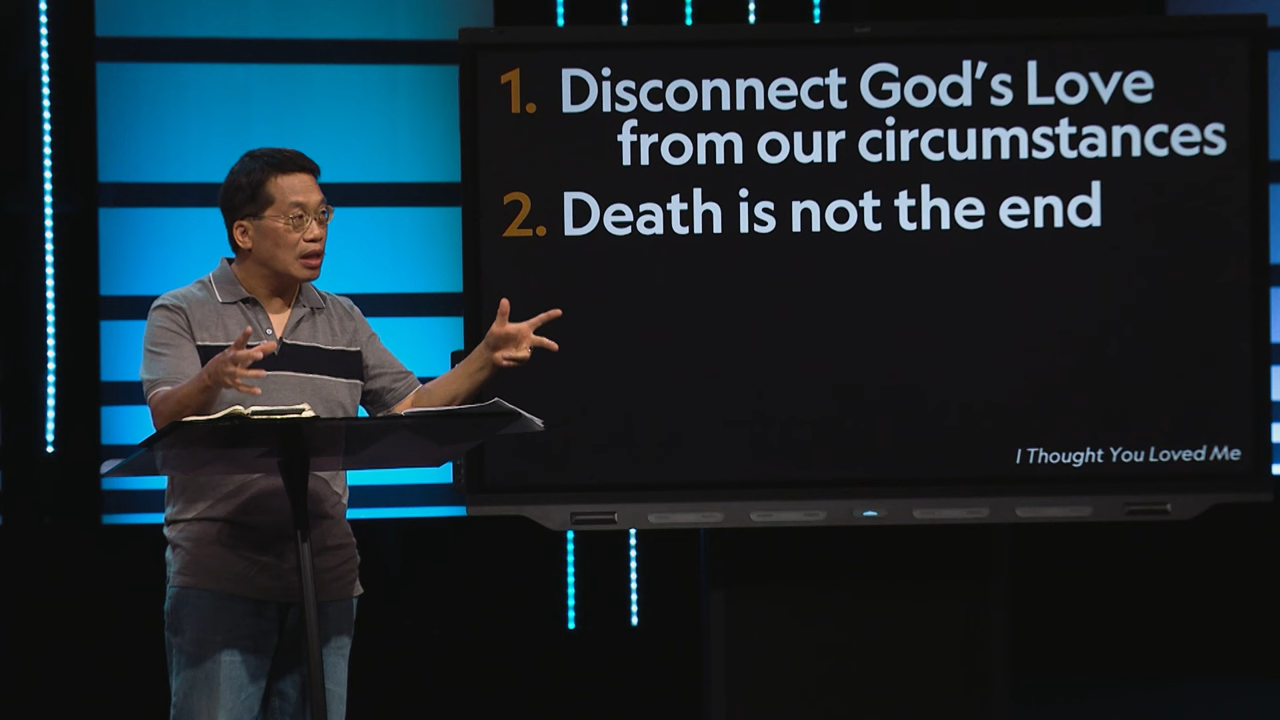 1. Disconnect God's Love
from our circumstances
2. Death is not the end
I Thought You Loved Me